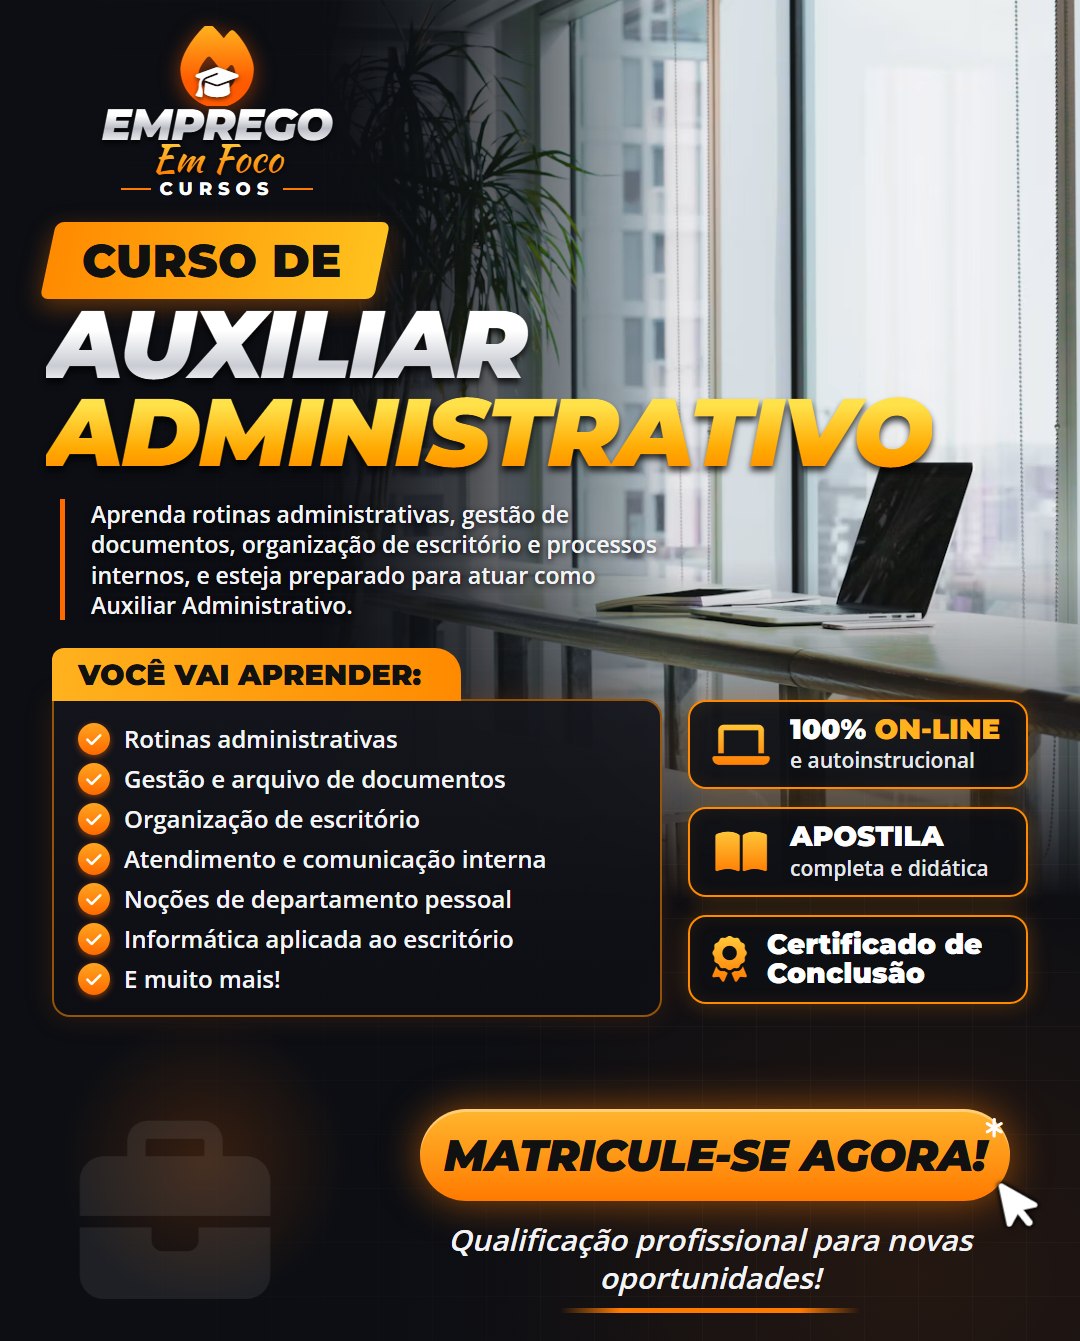 EMPREGO
Em Foco
CURSOS
CURSO DE
AUXILIAR
ADMINISTRATIVO
Aprenda rotinas administrativas, gestão de
documentos, organização de escritório e processos
internos, e esteja preparado para atuar como
Auxiliar Administrativo.
VOCÊ VAI APRENDER:
Rotinas administrativas
Gestão e arquivo de documentos
Organização de escritório
Atendimento e comunicação interna
Noções de departamento pessoal
Informática aplicada ao escritório
E muito mais!
100% ON-LINE
e autoinstrucional
APOSTILA
completa e didática
Certificado de
Conclusão
MATRICULE-SE AGORA!*
Qualificação profissional para novas
oportunidades!